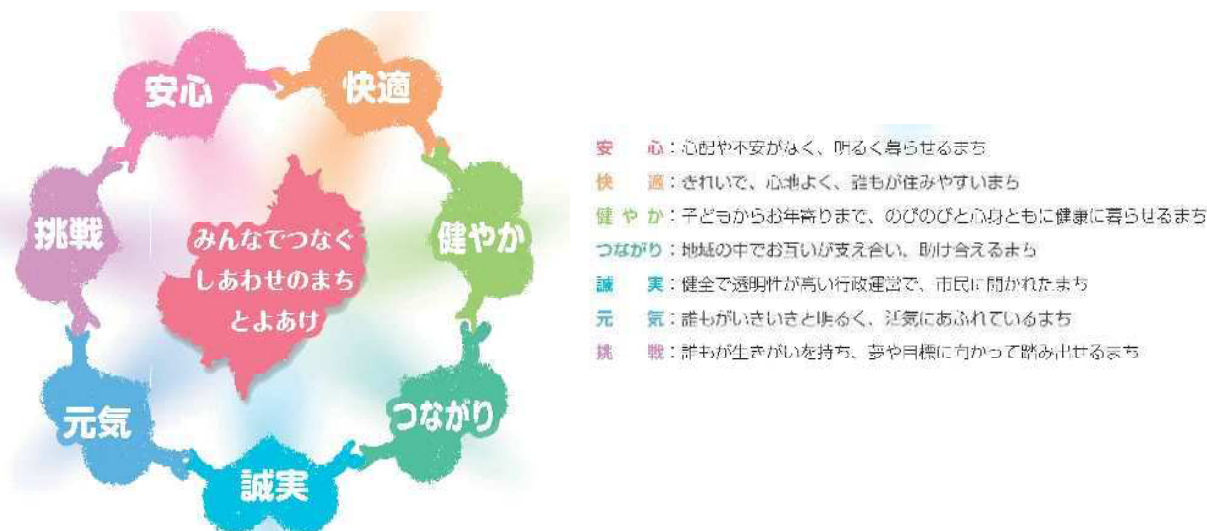 安心
快適
健やか
つながり
誠実
元気
挑戦
みんなでつなぐ
しあわせのまち
とよあけ
安心：心配や不安がなく、明るく暮らせるまち
快適：きれいで、心地よく、誰もが住みやすいまち
健やか：子どもからお年寄りまで、のびのびと心身ともに健康に暮らせるまち
つながり：地域の中でお互いが支え合い、助け合えるまち
誠実：健全で透明性が高い行政運営で、市民に開かれたまち
元気：誰もがいきいきと明るく、活気にあふれているまち
挑戦：誰もが生きがいを持ち、夢や目標に向かって踏み出せるまち